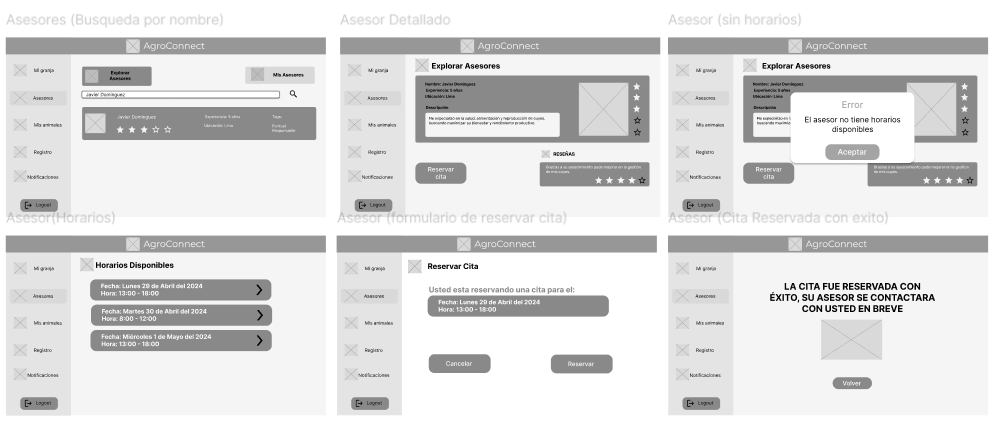 Asesores (Busqueda por nombre)
AgroConnect
Mi granja
Asesores
Mis animales
Registro
Notificaciones
Logout
Explorar
Asesores
Mis Asesores
Javier Dominguez
Javier Dominguez
Experiencia: 5 años
Ubicación: Lima
Tags:
Puntual
Responsable
Asesor Detallado
AgroConnect
Mi granja
Asesores
Mis animales
Registro
Notificaciones
Logout
Explorar Asesores
Nombre: Javier Dominguez
Experiencia: 5 años
Ubicación: Lima
Descripción
Me especializo en la salud, alimentación y reproducción en cuyes,
buscando maximizar su bienestar y rendimiento productivo.
Reservar
cita
RESEÑAS
Gracias a su asesoramiento pude mejorar en la gestión
de mis cuyes.
Asesor (sin horarios)
AgroConnect
Mi granja
Asesores
Mis animales
Registro
Notificaciones
Logout
Explorar Asesores
Nombre: Javier Dominguez
Experiencia: 5 años
Ubicación: Lima
Descripción
Me especializo en la
buscando maximizar su
Error
El asesor no tiene horarios
disponibles
Aceptar
Reservar
cita
Gracias a su asesoramiento pude mejorar en la gestión
de mis cuyes.
Asesor(Horarios)
AgroConnect
Mi granja
Asesores
Mis animales
Registro
Notificaciones
Logout
Horarios Disponibles
Fecha: Lunes 29 de Abril del 2024
Hora: 13:00 - 18:00
Fecha: Martes 30 de Abril del 2024
Hora: 8:00 - 12:00
Fecha: Miércoles 1 de Mayo del 2024
Hora: 13:00 - 18:00
Asesor (formulario de reservar cita)
AgroConnect
Mi granja
Asesores
Mis animales
Registro
Notificaciones
Logout
Reservar Cita
Usted esta reservando una cita para el:
Fecha: Lunes 29 de Abril del 2024
Hora: 13:00 - 18:00
Cancelar
Reservar
Asesor (Cita Reservada con exito)
AgroConnect
Mi granja
Asesores
Mis animales
Registro
Notificaciones
Logout
LA CITA FUE RESERVADA CON
ÉXITO, SU ASESOR SE CONTACTARA
CON USTED EN BREVE
Volver